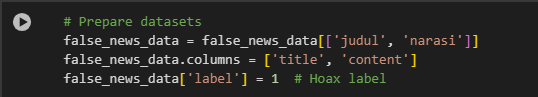 # Prepare datasets
false_news_data = false_news_data[['judul', 'narasi']]
false_news_data.columns = ['title', 'content']
false_news_data['label'] = 1  # Hoax label